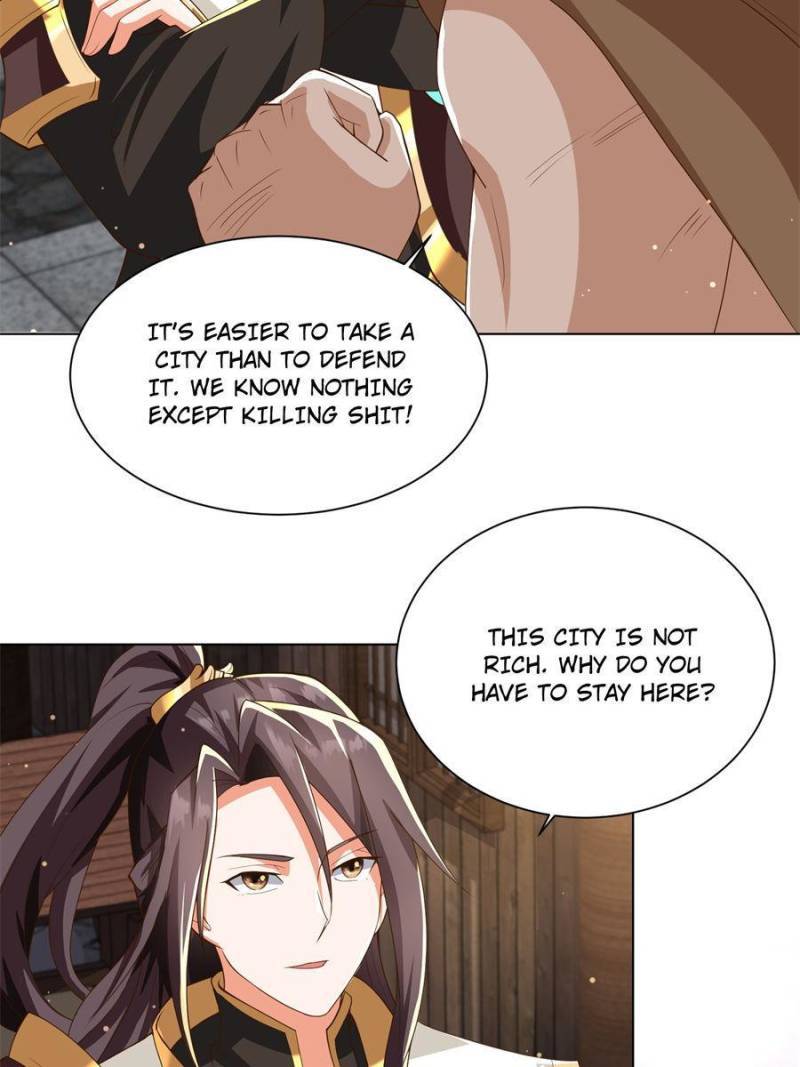 IT'S EASIER TO TAKE A
CITY THAN TO DEFEND
IT. WE KNOW NOTHING
EXCEPT KILLING SHIT!
THIS CITY IS NOT
RICH. WHY DO YOU
HAVE TO STAY HERE?